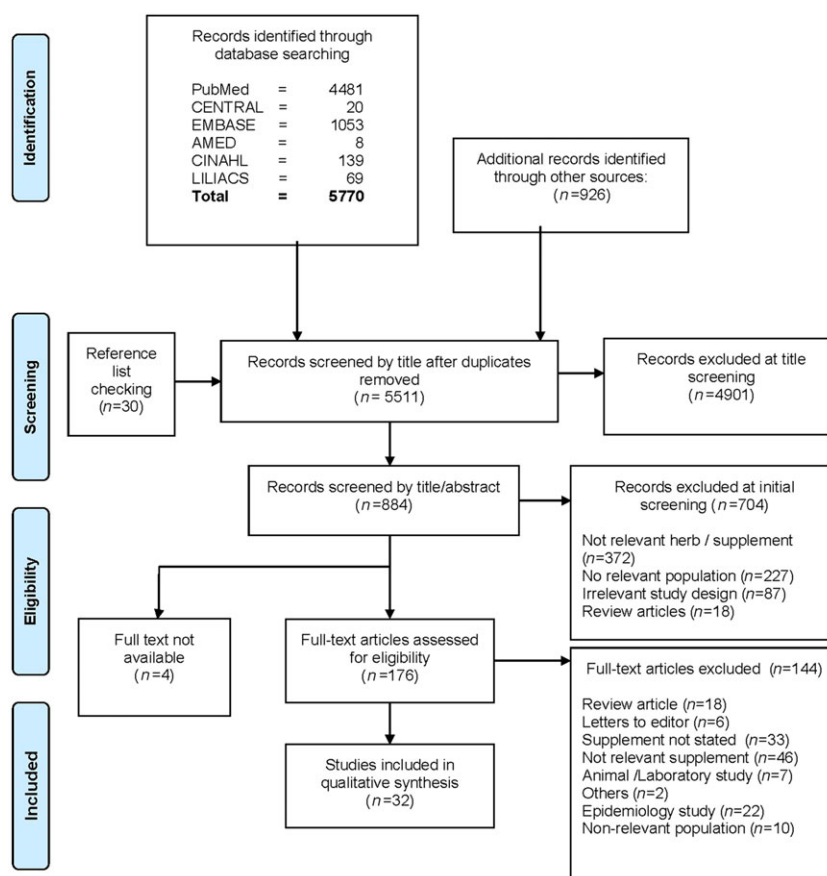 Identification
Records identified through
database searching
PubMed = 4481
CENTRAL = 20
EMBASE = 1053
AMED = 8
CINAHL = 139
LILIACS = 69
Total = 5770
Additional records identified
through other sources:
(n=926)
Screening
Reference
list
checking
(n=30)
Records screened by title after duplicates
removed
(n= 5511)
Records excluded at title
screening
(n=4901)
Records screened by title/abstract
(n=884)
Records excluded at initial
screening (n=704)
Not relevant herb / supplement
(n=372)
No relevant population (n=227)
Irrelevant study design (n=87)
Review articles (n=18)
Eligibility
Full text not
available
(n=4)
Full-text articles assessed
for eligibility
(n=176)
Full-text articles excluded (n=144)
Review article (n=18)
Letters to editor (n=6)
Supplement not stated (n=33)
Not relevant supplement (n=46)
Animal /Laboratory study (n=7)
Others (n=2)
Epidemiology study (n=22)
Non-relevant population (n=10)
Included
Studies included in
qualitative synthesis
(n=32)